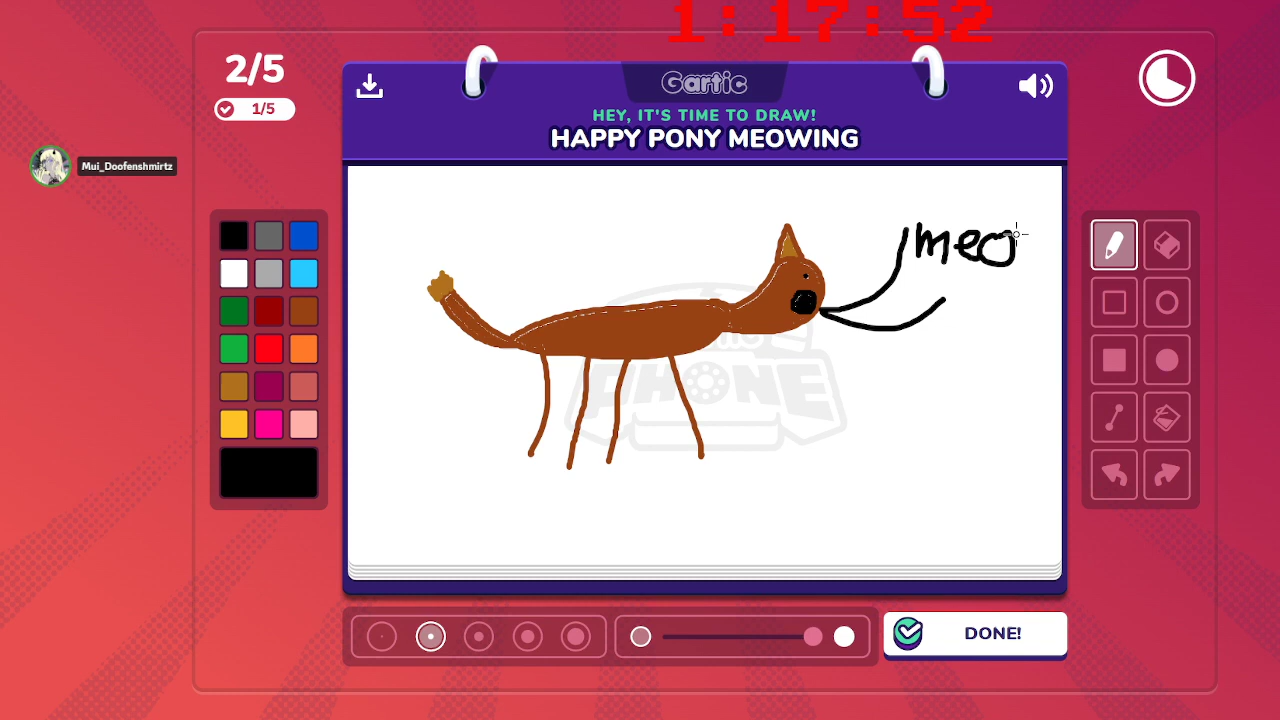 1:17:52
2/5
1/5
Gartic
HEY, IT'S TIME TO DRAW!
HAPPY PONY MEOWING
Mui_Doofenshmirtz
meo
PHONE
DONE!